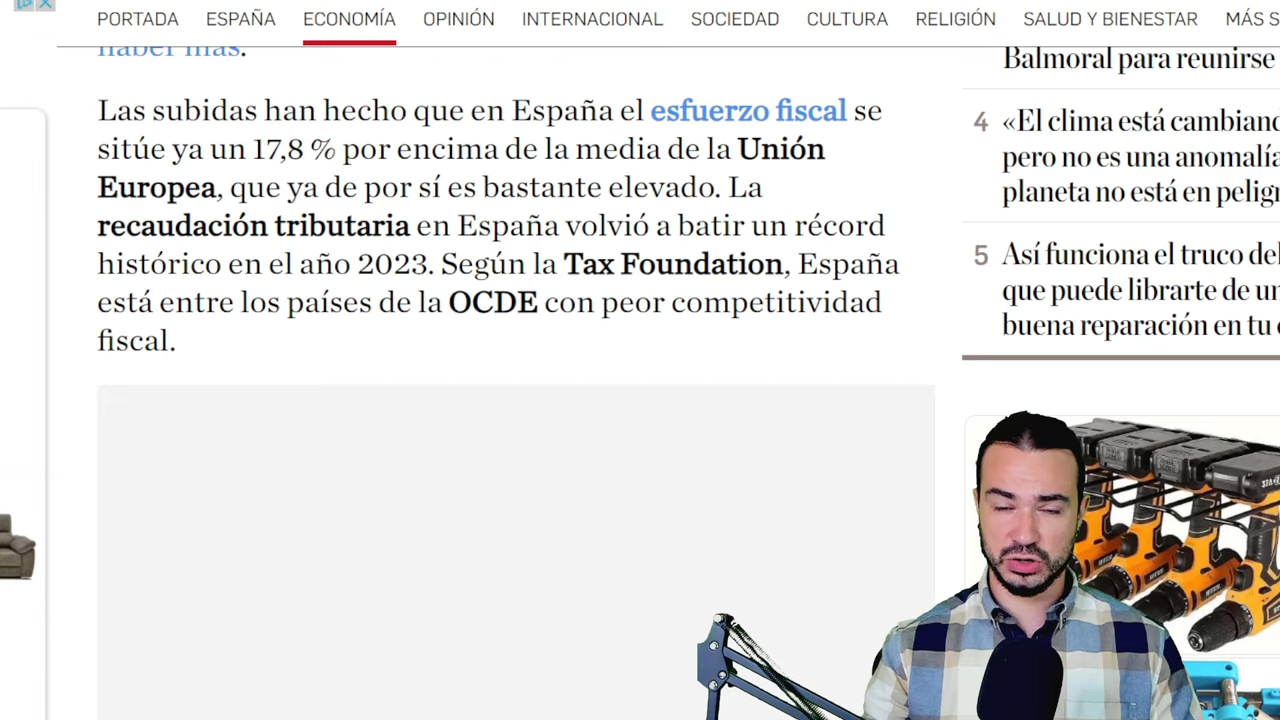 PORTADA ESPAÑA ECONOMÍA OPINIÓN INTERNACIONAL SOCIEDAD CULTURA RELIGIÓN SALUD Y BIENESTAR MÁS S
haber más.
Las subidas han hecho que en España el esfuerzo fiscal se
sitúe ya un 17,8 % por encima de la media de la Unión
Europea, que ya de por sí es bastante elevado. La
recaudación tributaria en España volvió a batir un récord
histórico en el año 2023. Según la Tax Foundation, España
está entre los países de la OCDE con peor competitividad
fiscal.
Balmoral para reunirse
4 «El clima está cambiand
pero no es una anomalía
planeta no está en pelig
5 Así funciona el truco del
que puede librarte de un
buena reparación en tu